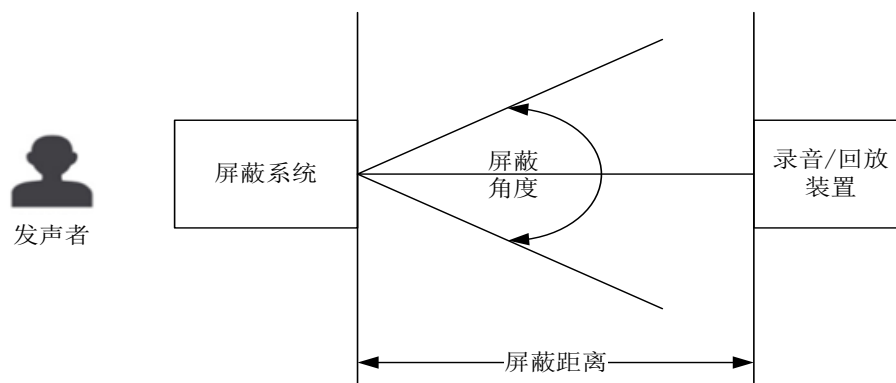 发声者
屏蔽系统
屏蔽
角度
录音/回放
装置
屏蔽距离